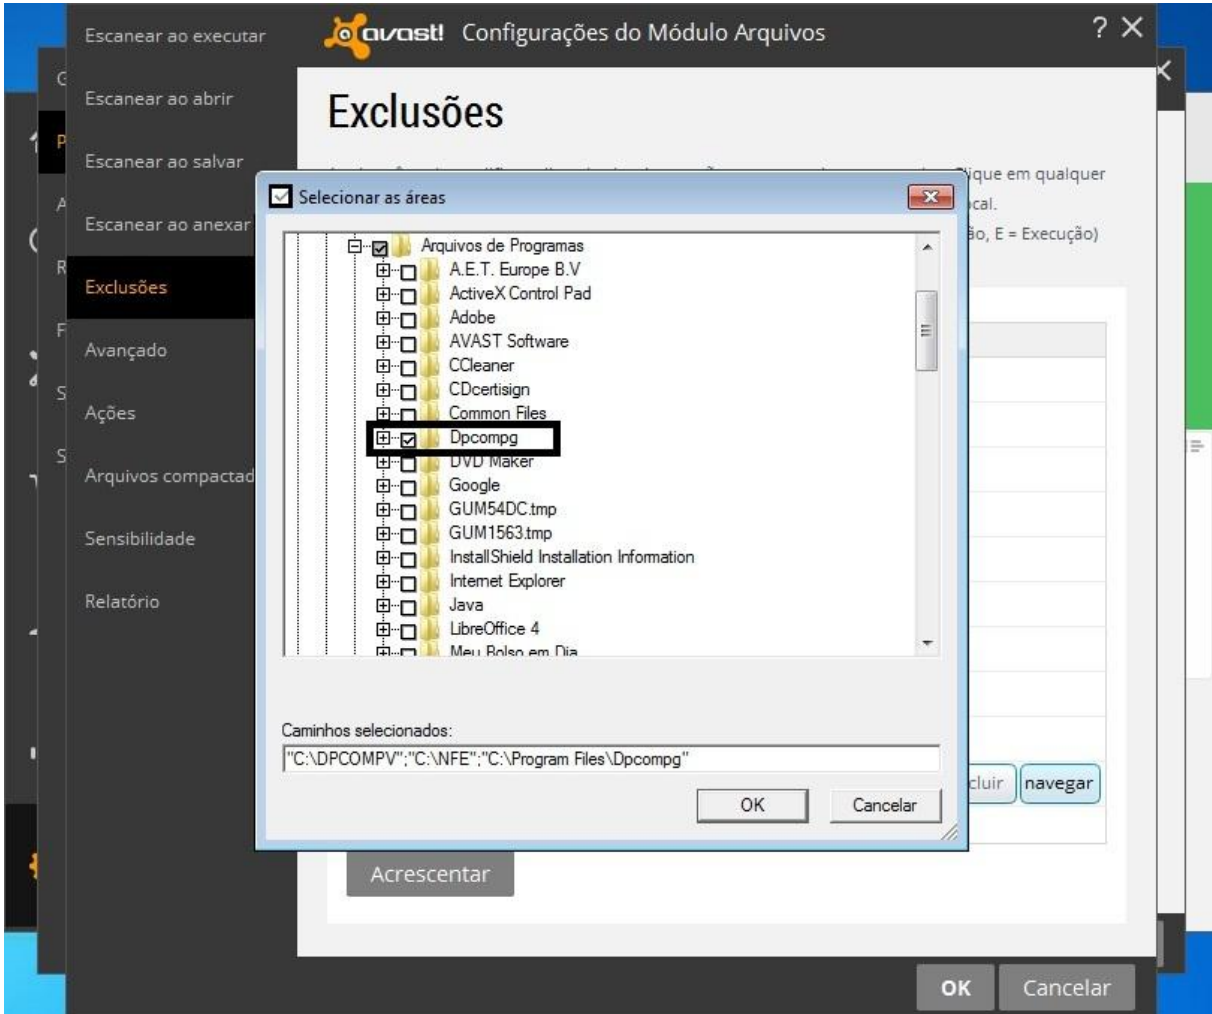 Escanear ao executar
avast! Configurações do Módulo Arquivos
?
Escanear ao abrir
Escanear ao salvar
Escanear ao anexar
Exclusões
Avançado
Ações
Arquivos compactad
Sensibilidade
Relatório
Exclusões
lique em qualquer
cal.
ão, E = Execução)
Selecionar as áreas
Arquivos de Programas
A.E.T. Europe B.V
ActiveX Control Pad
Adobe
AVAST Software
CCleaner
CDcertisign
Common Files
Dpcompg
DVD Maker
Google
GUM54DC.tmp
GUM1563.tmp
InstallShield Installation Information
Internet Explorer
Java
LibreOffice 4
Meu Bolso em Dia
Caminhos selecionados:
"C:\DPCOMPV";"C:\NFE";"C:\Program Files\Dpcompg"
OK Cancelar
cluir navegar
Acrescentar
OK Cancelar